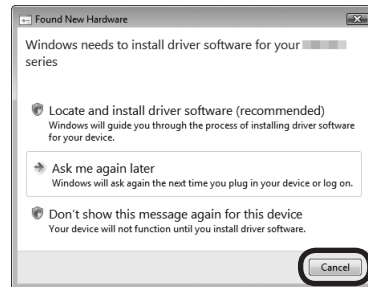 Found New Hardware
Windows needs to install driver software for your
series
Locate and install driver software (recommended)
Windows will guide you through the process of installing driver software
for your device.
Ask me again later
Windows will ask again the next time you plug in your device or log on.
Don't show this message again for this device
Your device will not function until you install driver software.
Cancel